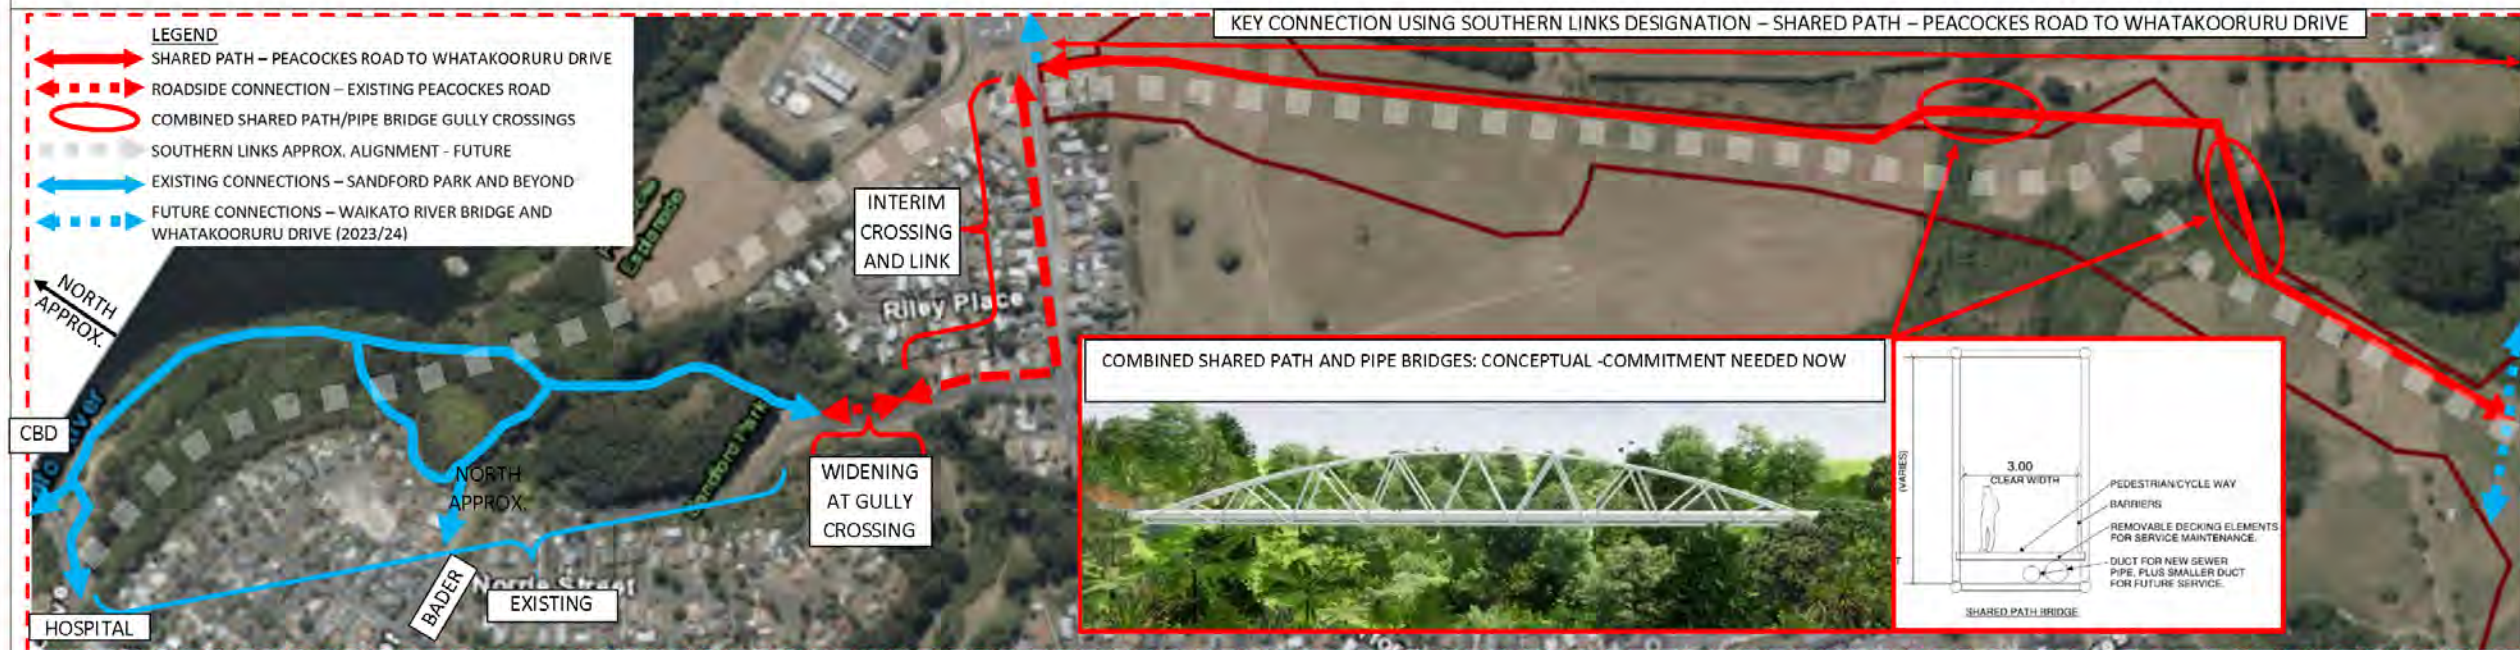 KEY CONNECTION USING SOUTHERN LINKS DESIGNATION – SHARED PATH – PEACOCKES ROAD TO WHATAKOORURU DRIVE
LEGEND
SHARED PATH – PEACOCKES ROAD TO WHATAKOORURU DRIVE
ROADSIDE CONNECTION – EXISTING PEACOCKES ROAD
COMBINED SHARED PATH/PIPE BRIDGE GULLY CROSSINGS
SOUTHERN LINKS APPROX. ALIGNMENT - FUTURE
EXISTING CONNECTIONS – SANDFORD PARK AND BEYOND
FUTURE CONNECTIONS – WAIKATO RIVER BRIDGE AND
WHATAKOORURU DRIVE (2023/24)
NORTH
APPROX.
Esplanade
INTERIM
CROSSING
AND LINK
Riley Place
CBD
Sandford Park
NORTH
APPROX.
WIDENING
AT GULLY
CROSSING
BADER
Norde Street
EXISTING
HOSPITAL
COMBINED SHARED PATH AND PIPE BRIDGES: CONCEPTUAL -COMMITMENT NEEDED NOW
(VARIES)
3.00
CLEAR WIDTH
PEDESTRIAN/CYCLE WAY
BARRIERS
REMOVABLE DECKING ELEMENTS
FOR SERVICE MAINTENANCE.
DUCT FOR NEW SEWER
PIPE, PLUS SMALLER DUCT
FOR FUTURE SERVICE.
SHARED PATH BRIDGE